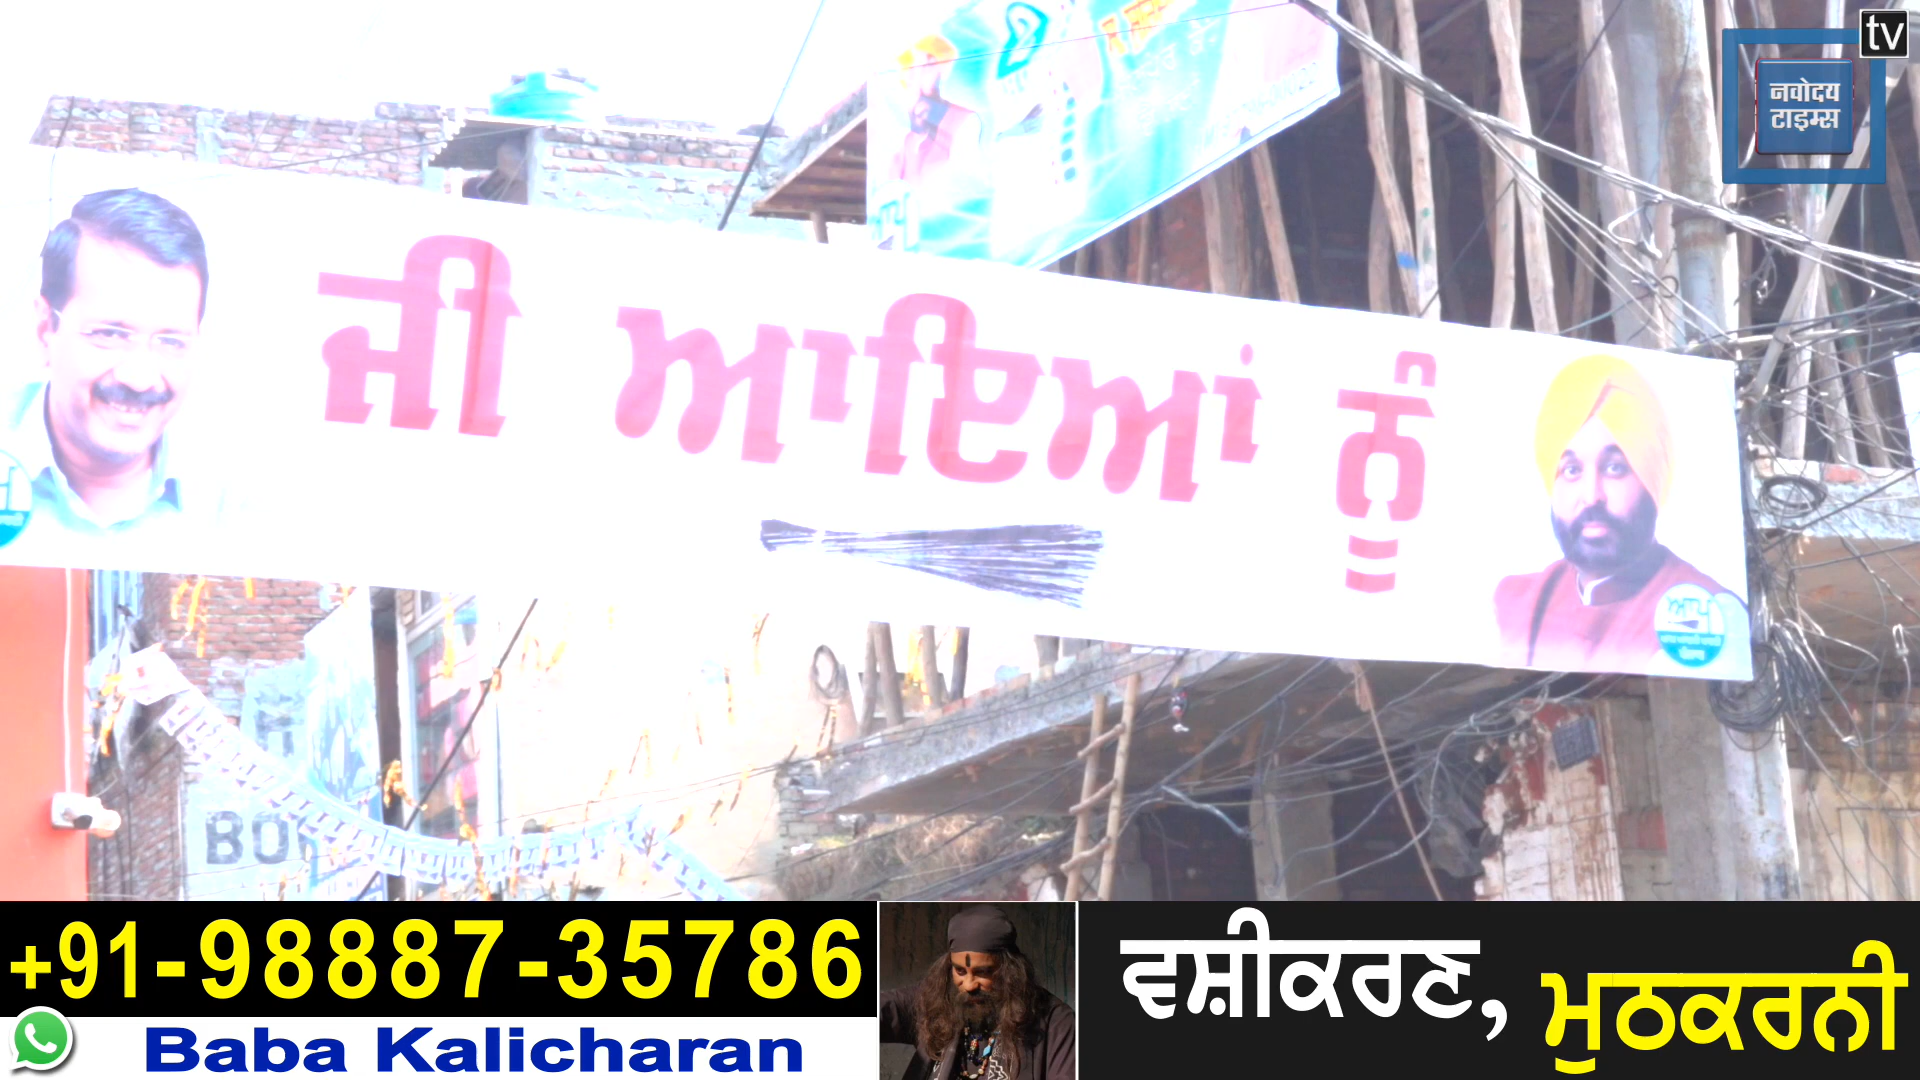 tv
नवोदय
टाइम्स
ਜੀ ਆਇਆਂ ਨੂੰ
+91-98887-35786
Baba Kalicharan
ਵਸ਼ੀਕਰਣ,
ਮੁਠਕਰਨੀ